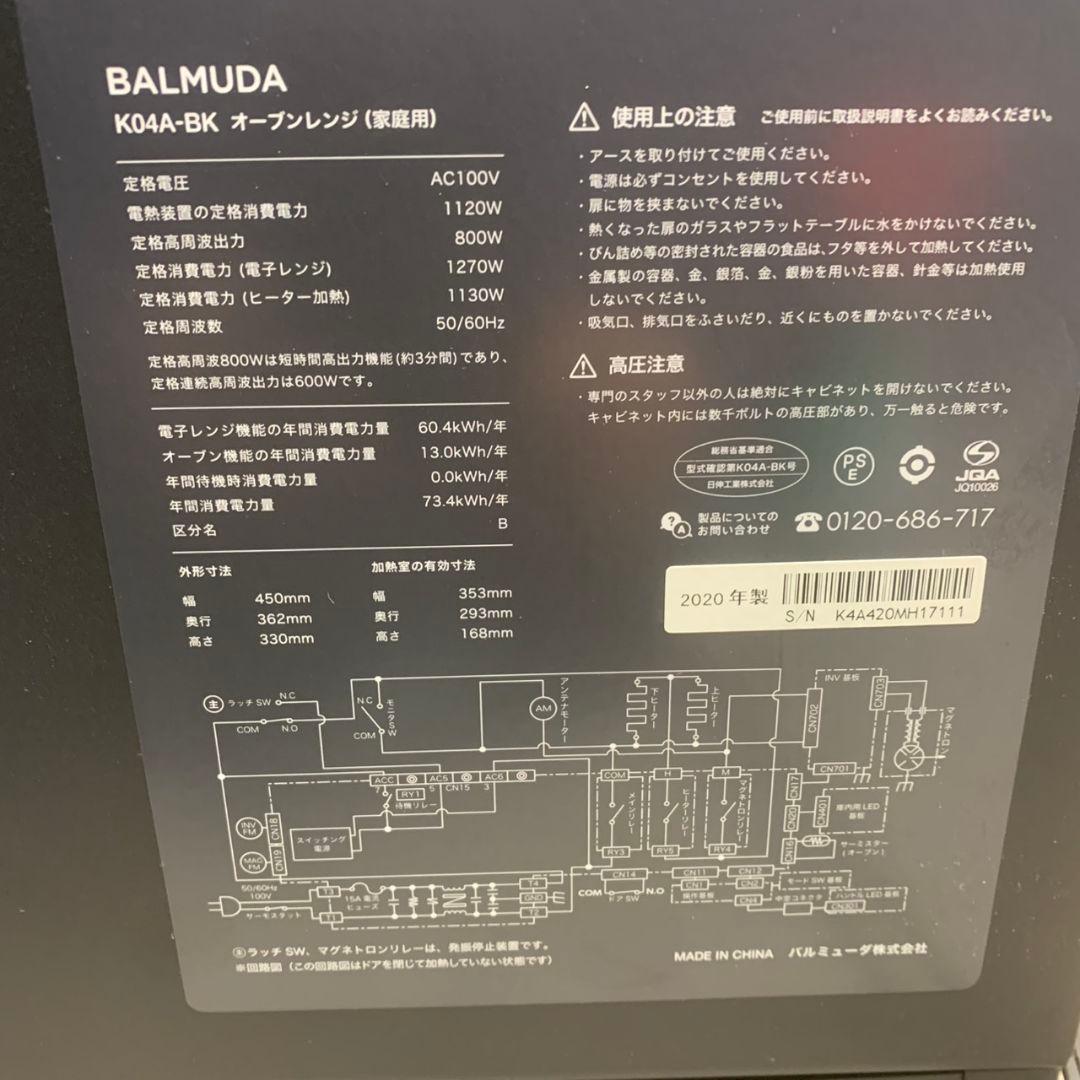 BALMUDA
K04A-BK オーブンレンジ (家庭用)
定格電圧 AC100V
電熱装置の定格消費電力 1120W
定格高周波出力 800W
定格消費電力 (電子レンジ) 1270W
定格消費電力 (ヒーター加熱) 1130W
定格周波数 50/60Hz
定格高周波800Wは短時間高出力機能 (約3分間) であり、
定格連続高周波出力は600Wです。
電子レンジ機能の年間消費電力量 60.4kWh/年
オーブン機能の年間消費電力量 13.0kWh/年
年間待機時消費電力量 0.0kWh/年
年間消費電力量 73.4kWh/年
区分名 B
外形寸法
幅 450mm
奥行 362mm
高さ 330mm
加熱室の有効寸法
幅 353mm
奥行 293mm
高さ 168mm
使用上の注意 ご使用前に取扱説明書をよくお読みください。
・アースを取り付けてご使用ください。
・電源は必ずコンセントを使用してください。
・扉に物を挟まないでください。
・熱くなった扉のガラスやフラットテーブルに水をかけないでください。
・びん詰め等の密封された容器の食品は、フタ等を外して加熱してください。
・金属製の容器、金、銀箔、金、銀粉を用いた容器、針金等は加熱使用
しないでください。
・吸気口、排気口をふさいだり、近くにものを置かないでください。
高圧注意
・専門のスタッフ以外の人は絶対にキャビネットを開けないでください。
キャビネット内には数千ボルトの高圧部があり、万一触ると危険です。
総務省基準適合
型式確認第K04A-BK号
日伸工業株式会社
PS
E
JQA
JQ10026
? A
製品についての
お問い合わせ
0120-686-717
2020 年製
S/N K4A420MH17111
主 ラッチ SW
N.C
COM
N.O
N.C
モニタSW
COM
AM
アンテナモーター
下ヒーター
上ヒーター
INV 基板
CN702
CN703
CN701
マグネトロン
ACC
AC5
AC6
7
5
CN15
3
RY1
待機リレー
COM
H
M
メインリレー
ヒーターリレー
マグネトロンリレー
RY3
RY5
RY4
CN17
CN20
CN16
CN401
庫内用 LED
基板
サーミスター
(オーブン)
INV
FM
MAG
FM
CN18
CN19
スイッチング
電源
50/60Hz
100V
サーモスタット
T3
T1
15A 電流
ヒューズ
T4
GND
T2
CN14
COM
N.O
ドア SW
CN11
CN12
CN1
CN2
操作基板
CN4
モード SW 基板
中空コネクタ
ハンドル LED 基板
CN301
主ラッチ SW、マグネトロンリレーは、発振停止装置です。
※回路図 (この回路図はドアを閉じて加熱していない状態です)
MADE IN CHINA バルミューダ株式会社